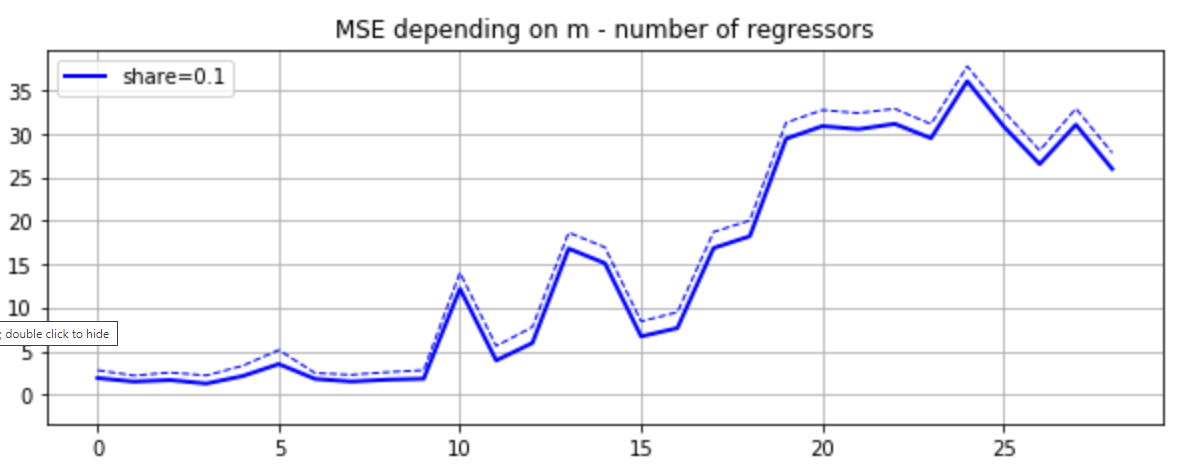 MSE depending on m - number of regressors
share=0.1
35
30
25
20
15
10
; double click to hide
5
0
0 5 10 15 20 25